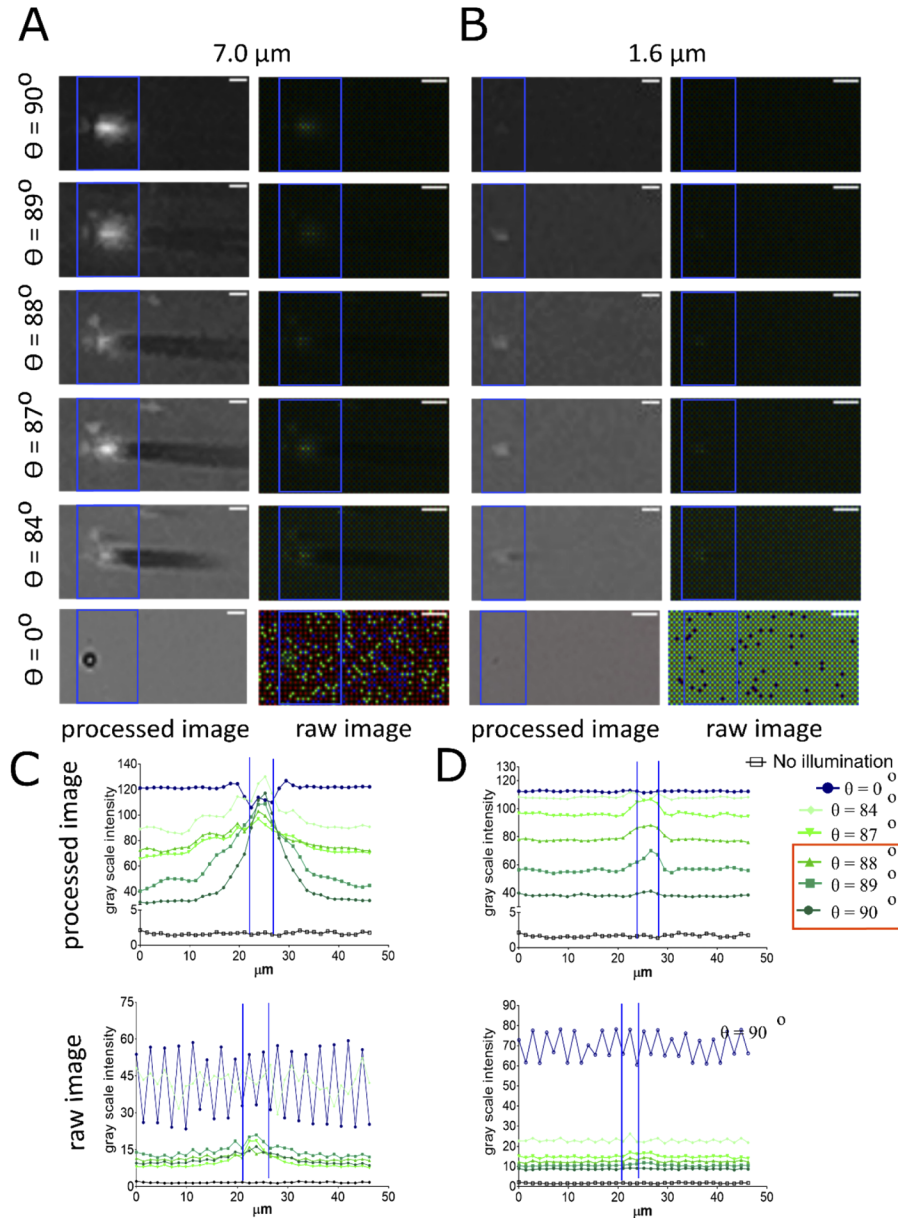 A
B
7.0 μm
1.6 μm
Θ = 90°
Θ = 89°
Θ = 88°
Θ = 87°
Θ = 84°
Θ = 0°
processed image
raw image
processed image
raw image
C
D
processed image
gray scale intensity
140
120
100
80
60
40
5
0
0
10
20
30
40
50
μm
gray scale intensity
130
120
100
80
60
40
5
0
0
10
20
30
40
50
μm
No illumination
θ = 0°
θ = 84°
θ = 87°
θ = 88°
θ = 89°
θ = 90°
raw image
gray scale intensity
75
60
45
30
15
0
0
10
20
30
40
50
μm
gray scale intensity
90
80
70
60
50
40
30
20
10
0
0
10
20
30
40
50
μm
θ = 90°